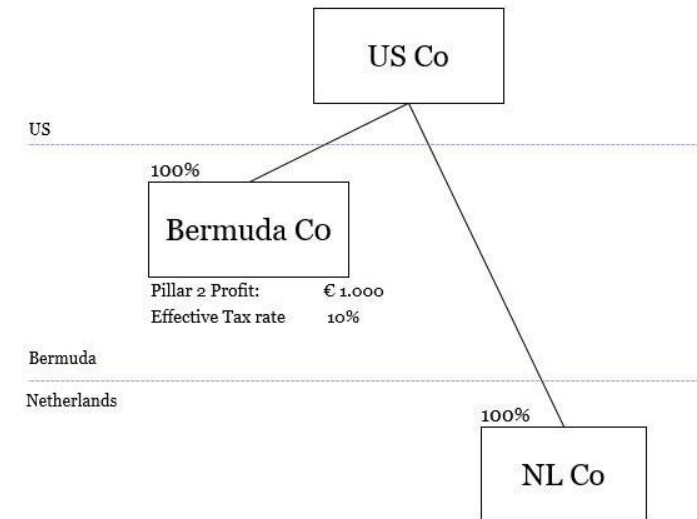 US Co
US
100%
Bermuda Co
Pillar 2 Profit: € 1.000
Effective Tax rate 10%
Bermuda
Netherlands
100%
NL Co